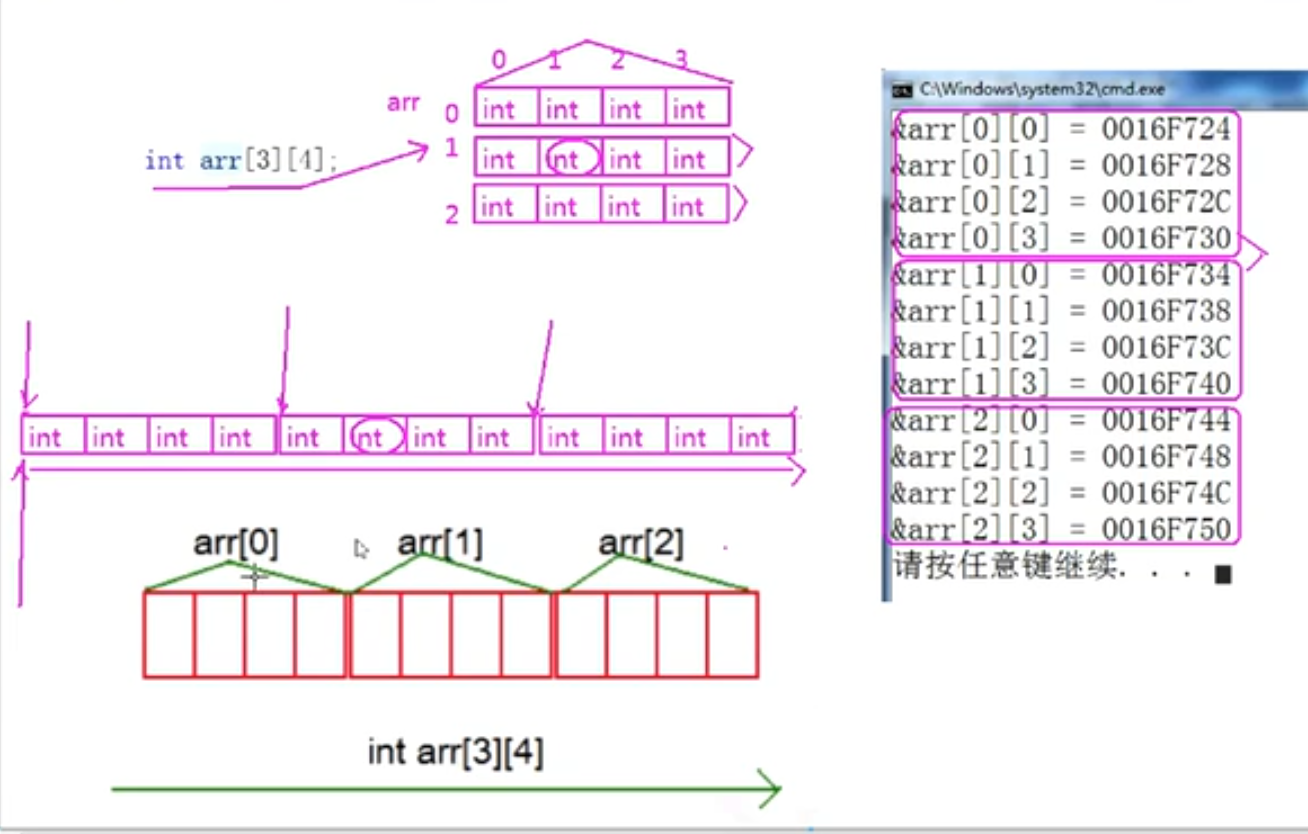 0 1 2 3
arr 0 int int int int
int arr[3][4]; 1 int int int int
2 int int int int
int int int int int int int int int int int int
arr[0] arr[1] arr[2]
int arr[3][4]
C:\Windows\system32\cmd.exe
&arr[0][0] = 0016F724
&arr[0][1] = 0016F728
&arr[0][2] = 0016F72C
&arr[0][3] = 0016F730
&arr[1][0] = 0016F734
&arr[1][1] = 0016F738
&arr[1][2] = 0016F73C
&arr[1][3] = 0016F740
&arr[2][0] = 0016F744
&arr[2][1] = 0016F748
&arr[2][2] = 0016F74C
&arr[2][3] = 0016F750
请按任意键继续. . .